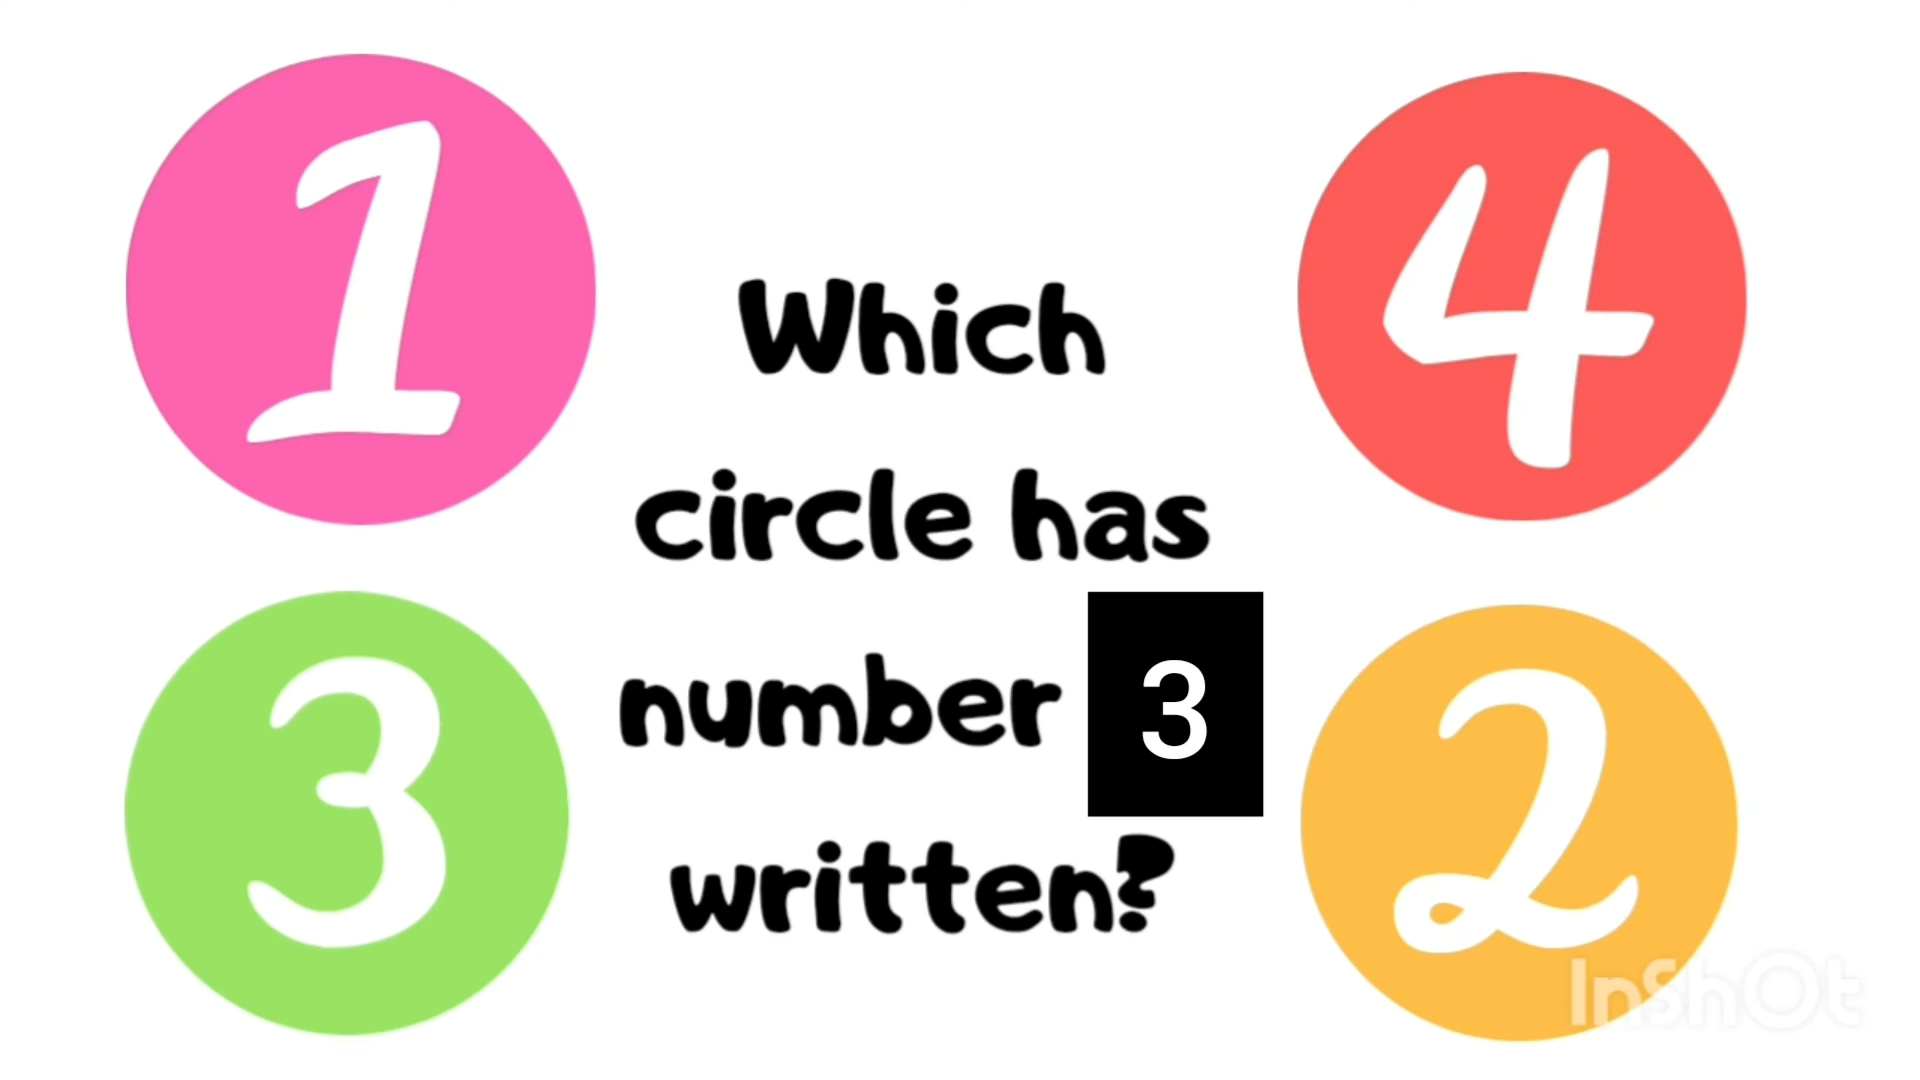 1
4
Which
circle has
number 3
written?
3
2
InShOt